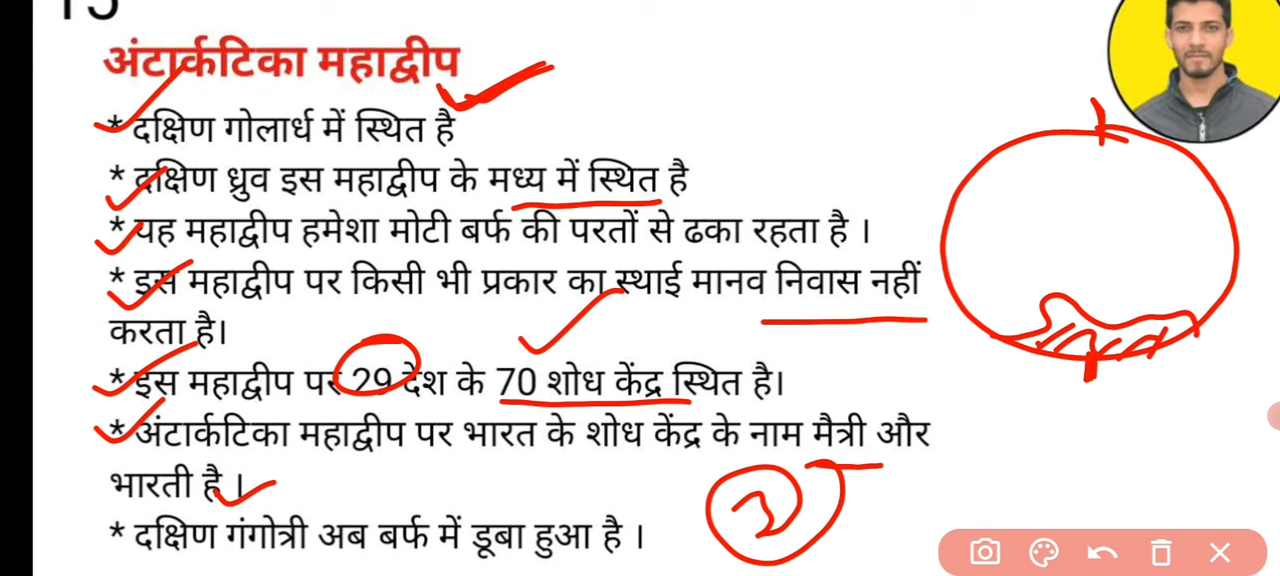 अंटार्कटिका महाद्वीप
* दक्षिण गोलार्ध में स्थित है
* दक्षिण ध्रुव इस महाद्वीप के मध्य में स्थित है
* यह महाद्वीप हमेशा मोटी बर्फ की परतों से ढका रहता है ।
* इस महाद्वीप पर किसी भी प्रकार का स्थाई मानव निवास नहीं
करता है।
* इस महाद्वीप पर 29 देश के 70 शोध केंद्र स्थित है।
* अंटार्कटिका महाद्वीप पर भारत के शोध केंद्र के नाम मैत्री और
भारती है ।
* दक्षिण गंगोत्री अब बर्फ में डूबा हुआ है ।